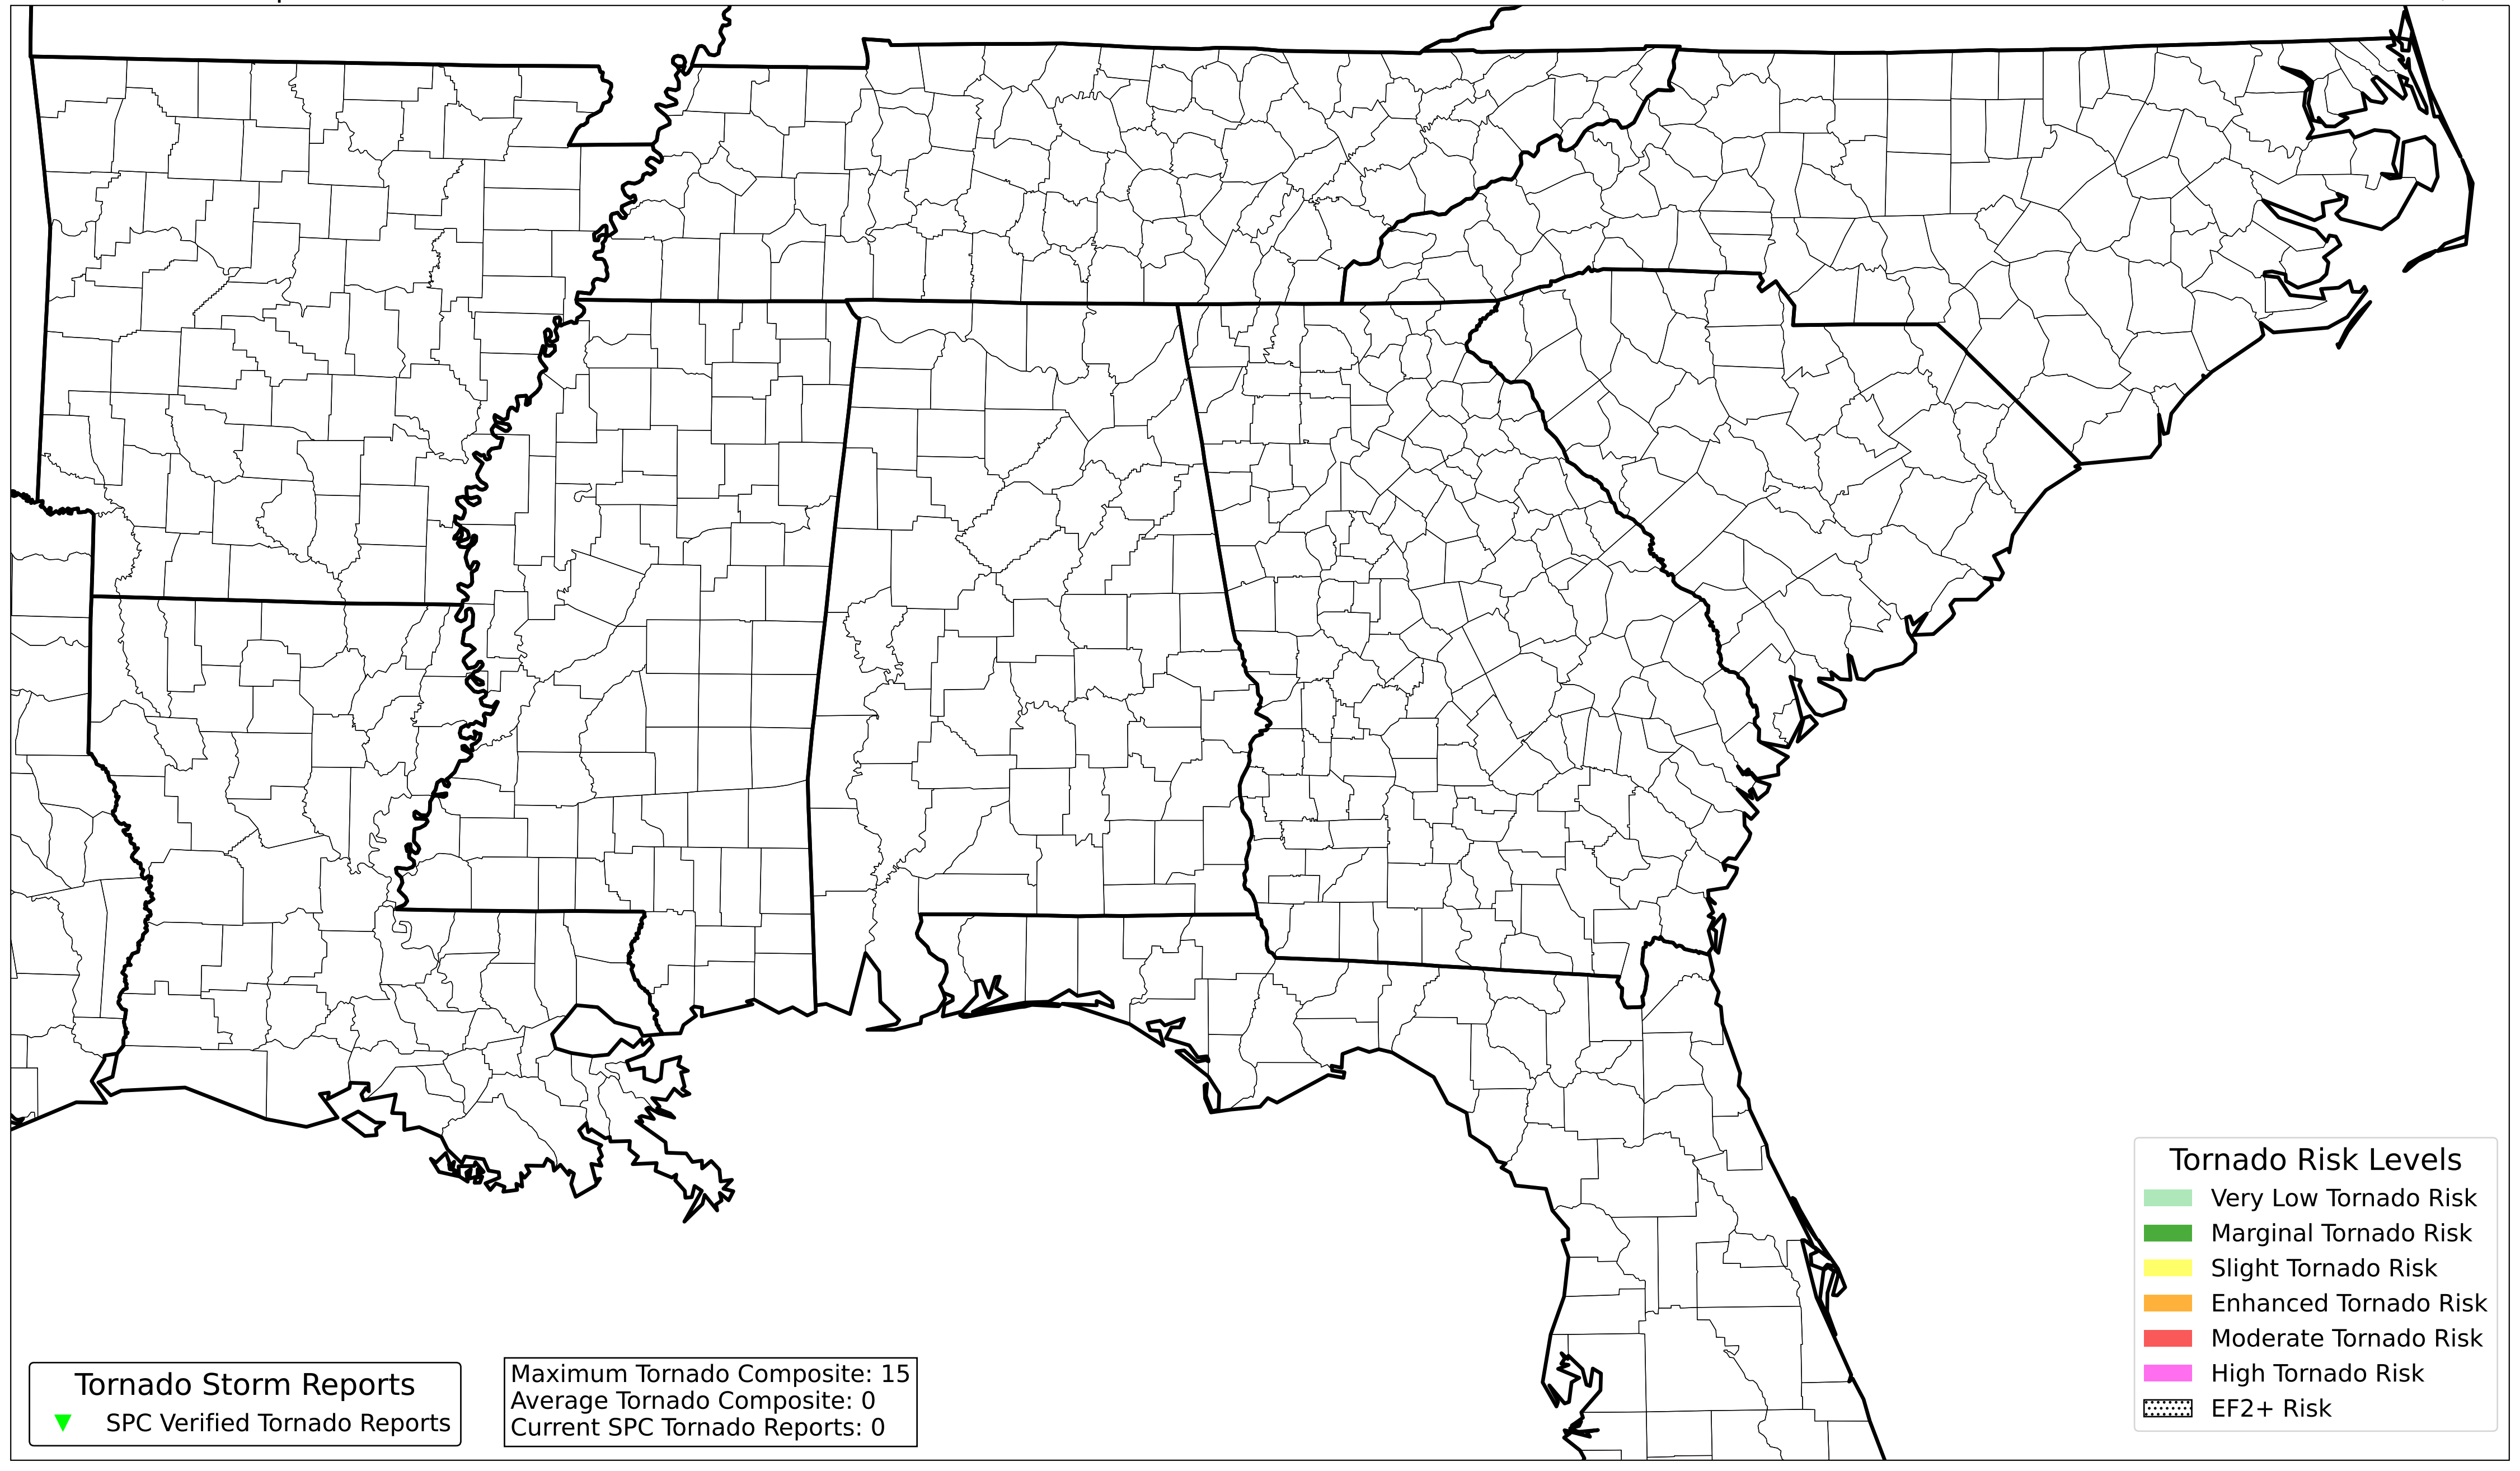 Tornado Risk Levels
Very Low Tornado Risk
Marginal Tornado Risk
Slight Tornado Risk
Enhanced Tornado Risk
Moderate Tornado Risk
High Tornado Risk
EF2+ Risk
Tornado Storm Reports
SPC Verified Tornado Reports
Maximum Tornado Composite: 15
Average Tornado Composite: 0
Current SPC Tornado Reports: 0